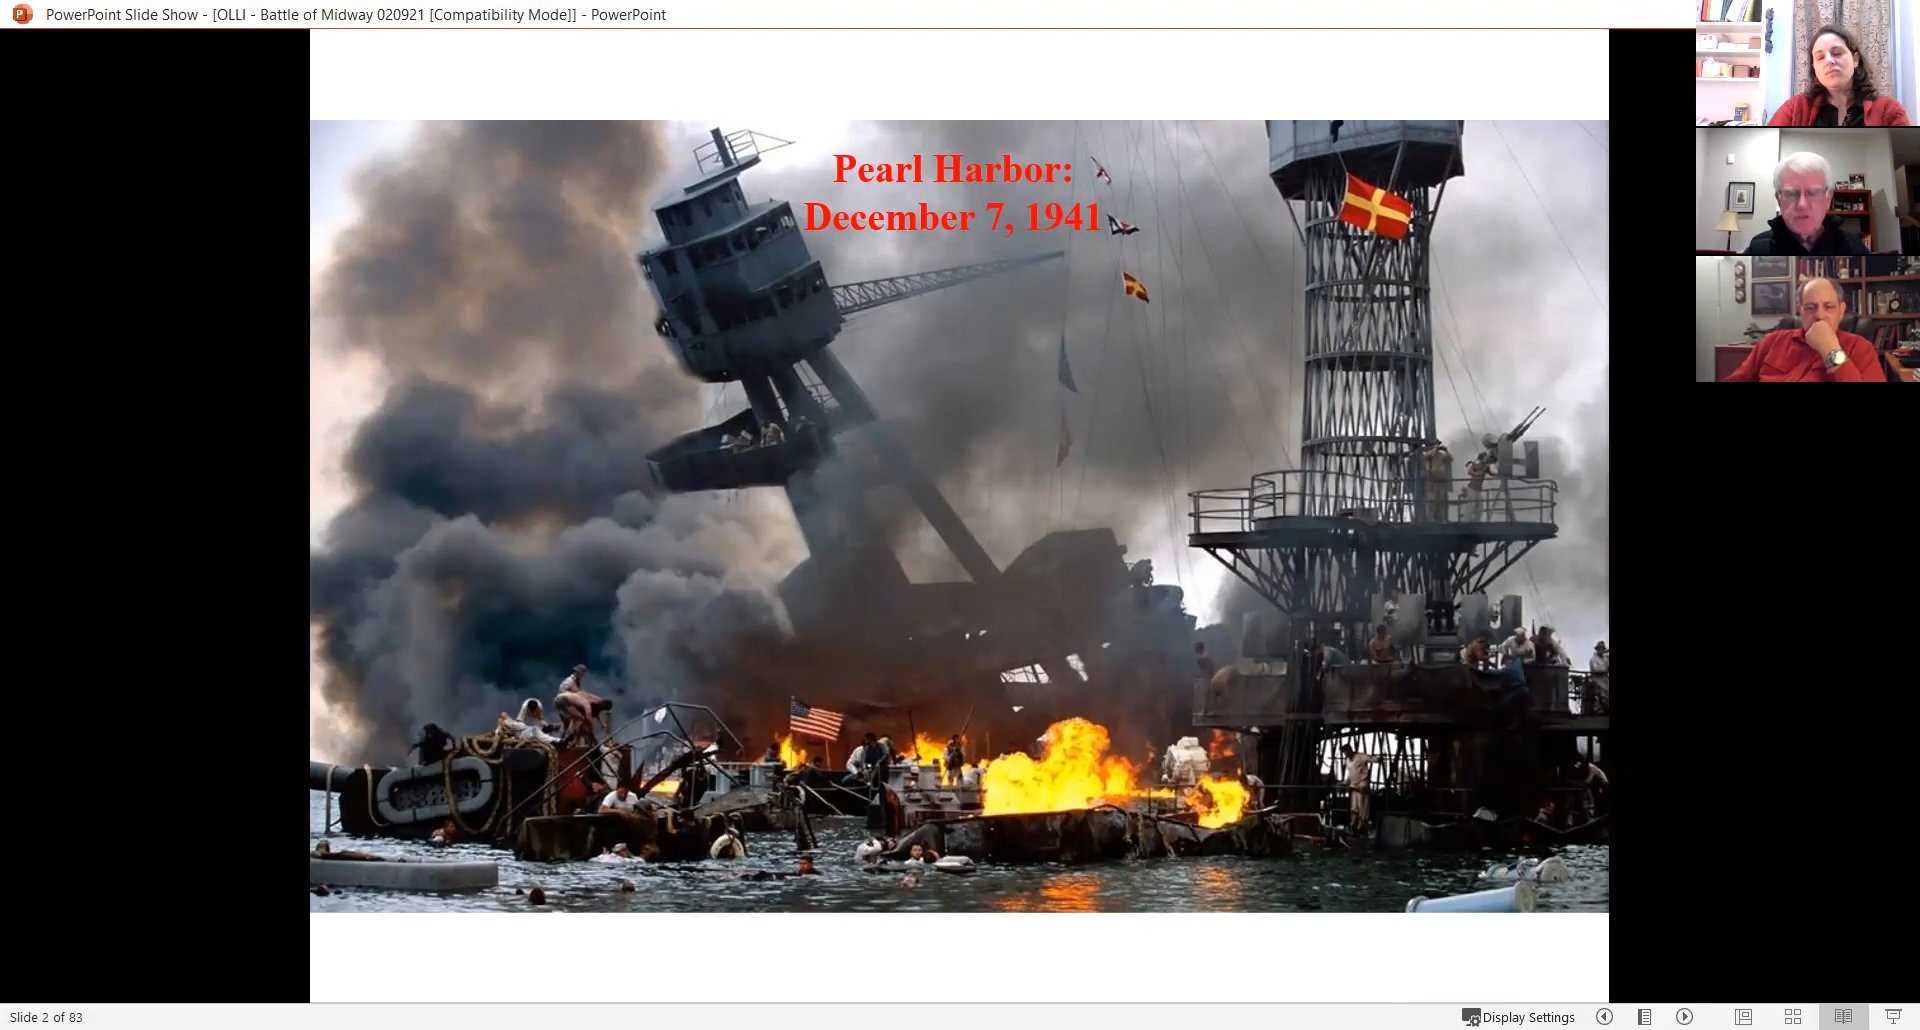 PowerPoint Slide Show - [OLLI - Battle of Midway 020921 [Compatibility Mode]] - PowerPoint
Pearl Harbor:
December 7, 1941
Slide 2 of 83
Display Settings